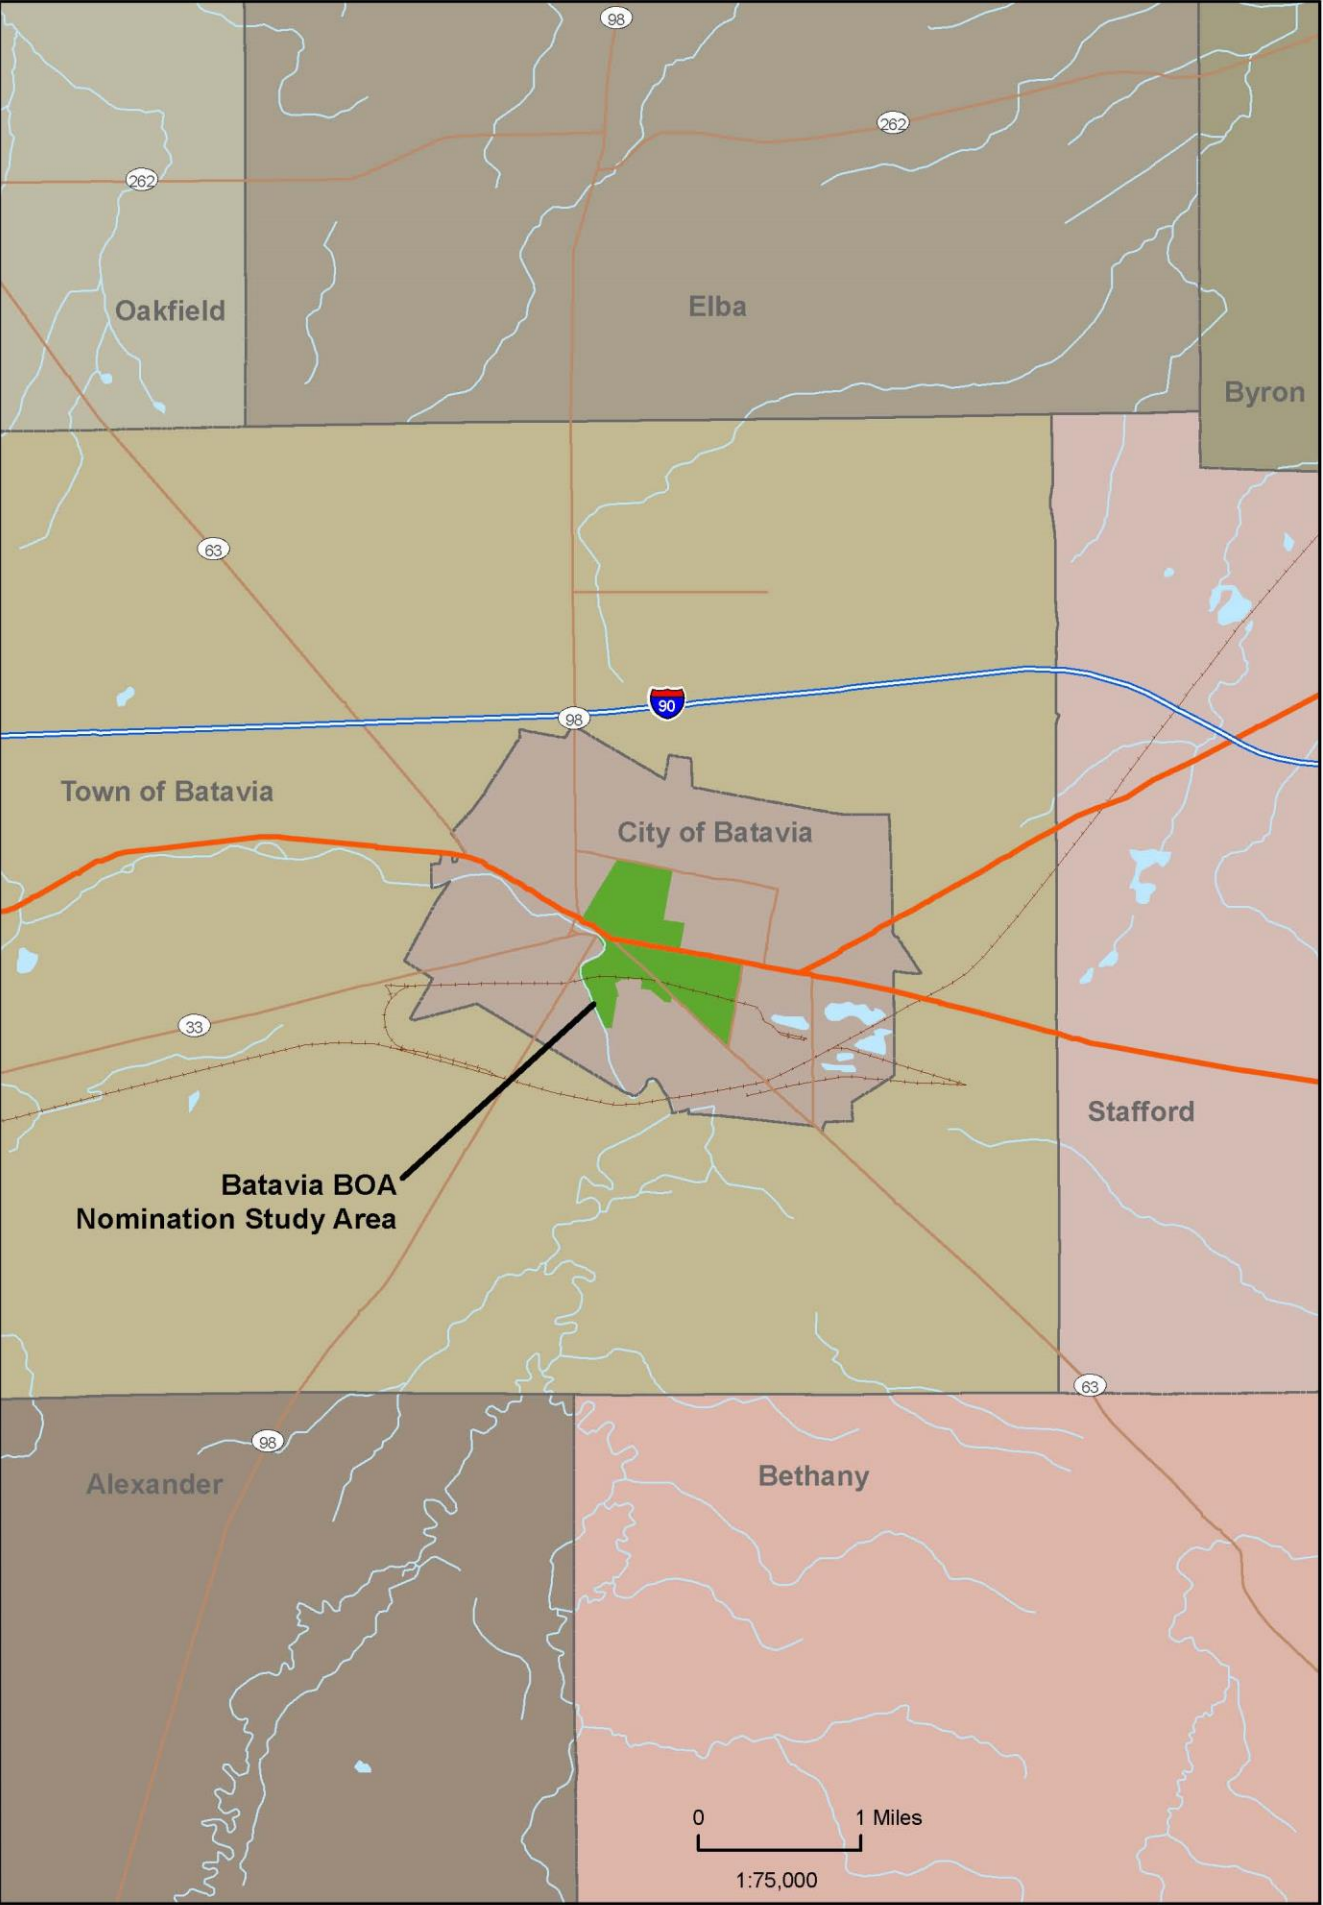 98
262
262
Oakfield
Elba
Byron
63
90
98
Town of Batavia
City of Batavia
33
Stafford
Batavia BOA
Nomination Study Area
63
98
Alexander
Bethany
0 1 Miles
1:75,000